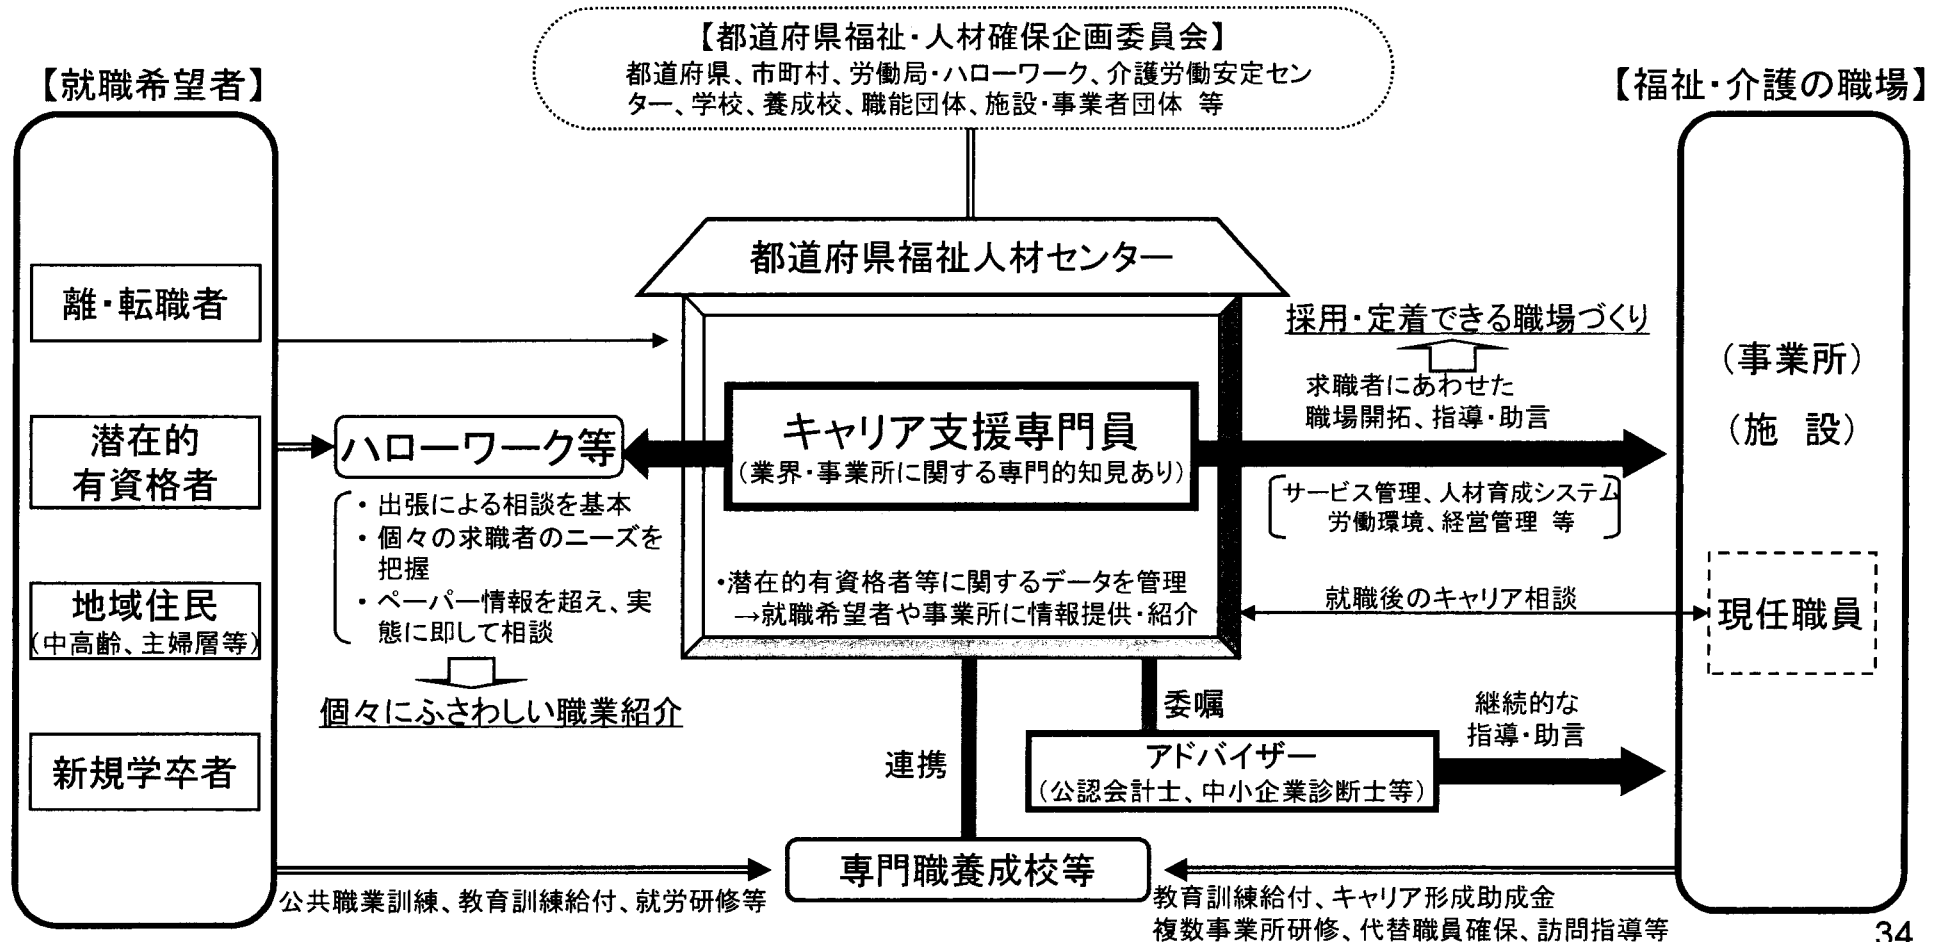 【都道府県福祉・人材確保企画委員会】
都道府県、市町村、労働局・ハローワーク、介護労働安定セン
ター、学校、養成校、職能団体、施設・事業者団体 等
【就職希望者】
離・転職者
潜在的
有資格者
地域住民
(中高齢、主婦層等)
新規学卒者
ハローワーク等
・ 出張による相談を基本
・ 個々の求職者のニーズを
把握
・ ペーパー情報を超え、実
態に即して相談
個々にふさわしい職業紹介
都道府県福祉人材センター
キャリア支援専門員
(業界・事業所に関する専門的知見あり)
・潜在的有資格者等に関するデータを管理
→就職希望者や事業所に情報提供・紹介
採用・定着できる職場づくり
求職者にあわせた
職場開拓、指導・助言
サービス管理、人材育成システム
労働環境、経営管理 等
就職後のキャリア相談
【福祉・介護の職場】
(事業所)
(施 設)
現任職員
連携
委嘱
アドバイザー
(公認会計士、中小企業診断士等)
継続的な
指導・助言
専門職養成校等
公共職業訓練、教育訓練給付、就労研修等
教育訓練給付、キャリア形成助成金
複数事業所研修、代替職員確保、訪問指導等
34